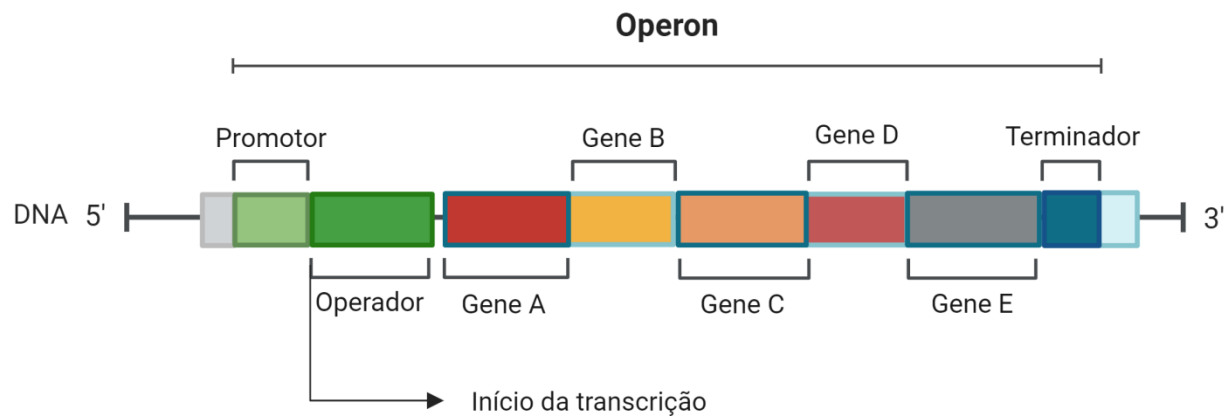 Operon
Promotor
Gene B
Gene D
Terminador
DNA 5'
3'
Operador
Gene A
Gene C
Gene E
Início da transcrição